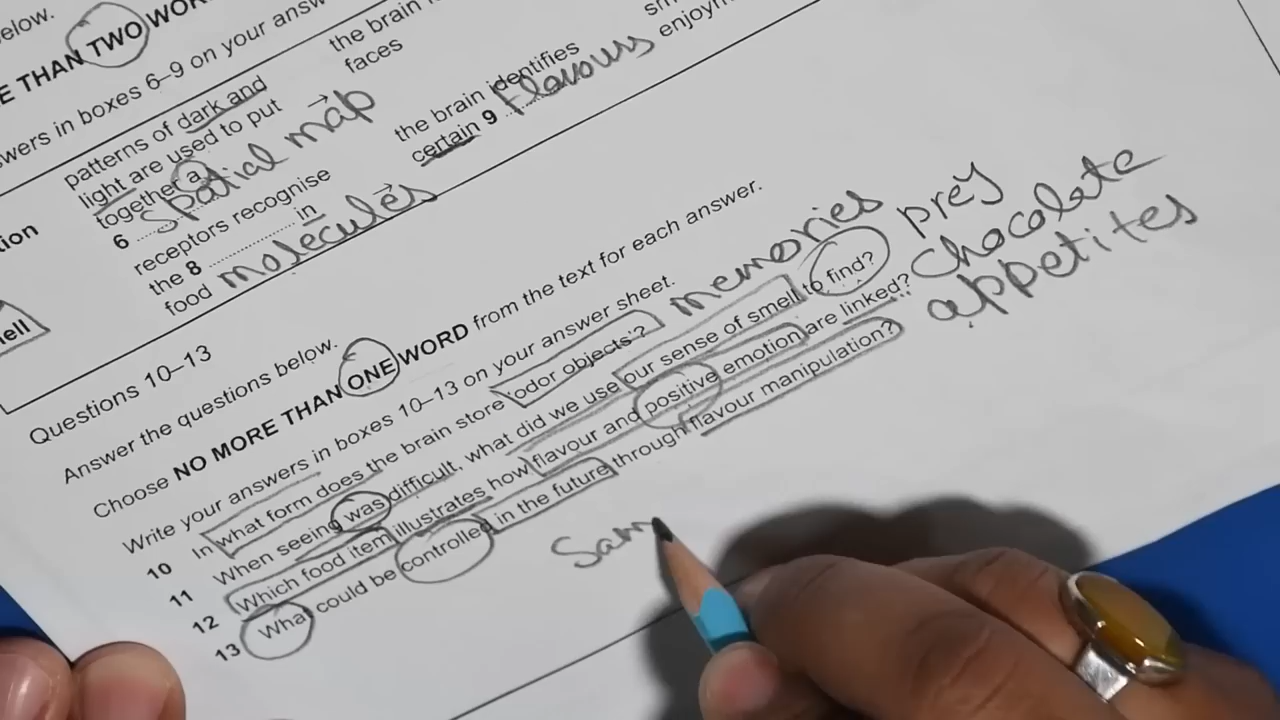 elow.
E THAN TWO WOR
swers in boxes 6–9 on your answ
patterns of dark and
light are used to put
together a
6 spatial map
the brain
faces
receptors recognise
the 8 .............. in
food molecules
the brain identifies
certain 9 flavours
sm
enjoym
tion
ell
Questions 10–13
Answer the questions below.
Choose NO MORE THAN ONE WORD from the text for each answer.
Write your answers in boxes 10–13 on your answer sheet.
10 In what form does the brain store odor objects? memories
11 When seeing was difficult, what did we use our sense of smell to find? prey
12 Which food item illustrates how flavour and positive emotion are linked? chocolate
13 What could be controlled in the future through flavour manipulation? appetites
Sam